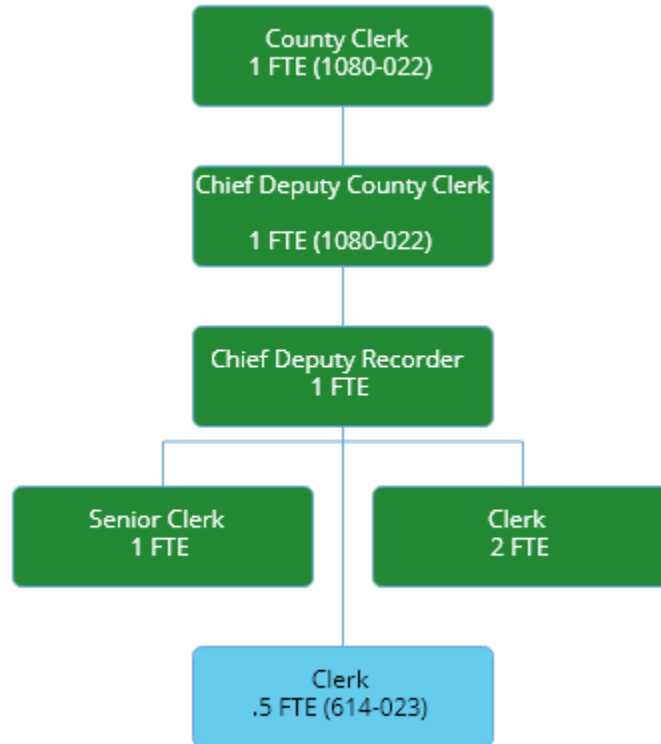 County Clerk
1 FTE (1080-022)
Chief Deputy County Clerk
1 FTE (1080-022)
Chief Deputy Recorder
1 FTE
Senior Clerk
1 FTE
Clerk
2 FTE
Clerk
.5 FTE (614-023)